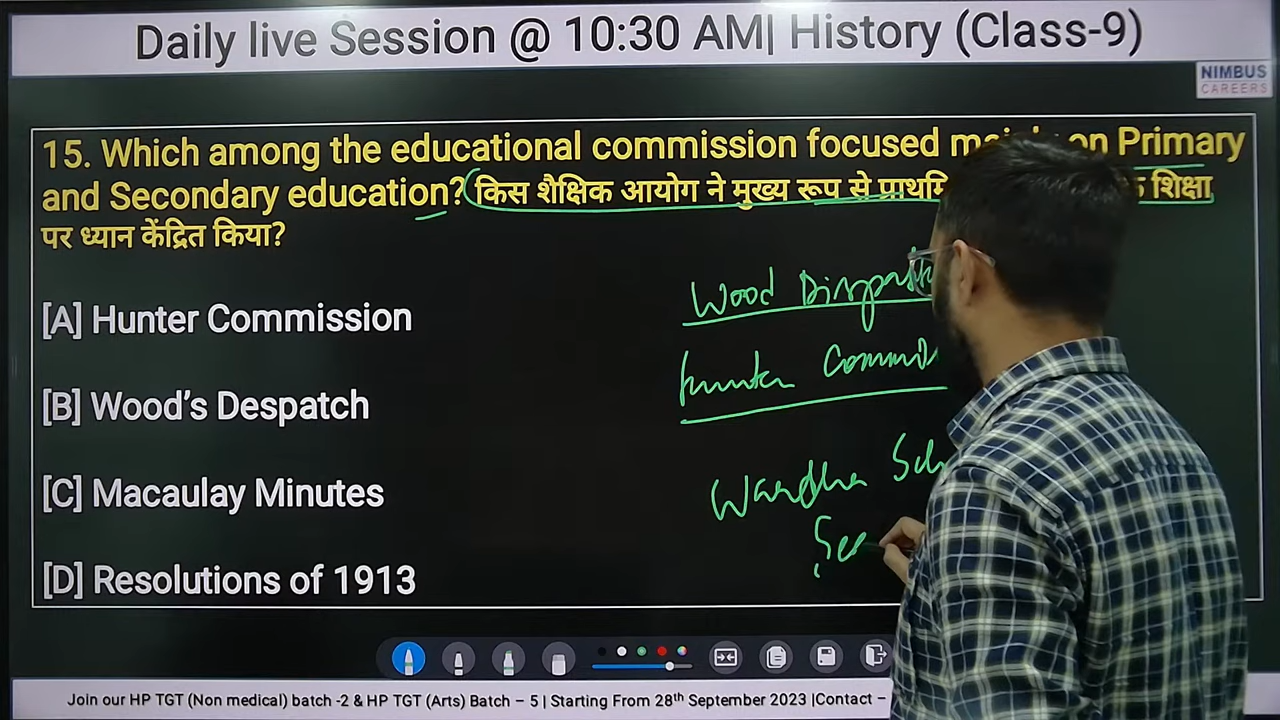 Daily live Session @ 10:30 AM| History (Class-9)
NIMBUS
CAREERS
15. Which among the educational commission focused on Primary
and Secondary education? किस शैक्षिक आयोग ने मुख्य रूप से शिक्षा
पर ध्यान केंद्रित किया?
Wood
[A] Hunter Commission
Hunter
[B] Wood's Despatch
Wardha
[C] Macaulay Minutes
[D] Resolutions of 1913
Join our HP TGT (Non medical) batch -2 & HP TGT (Arts) Batch – 5 | Starting From 28th September 2023 |Contact –